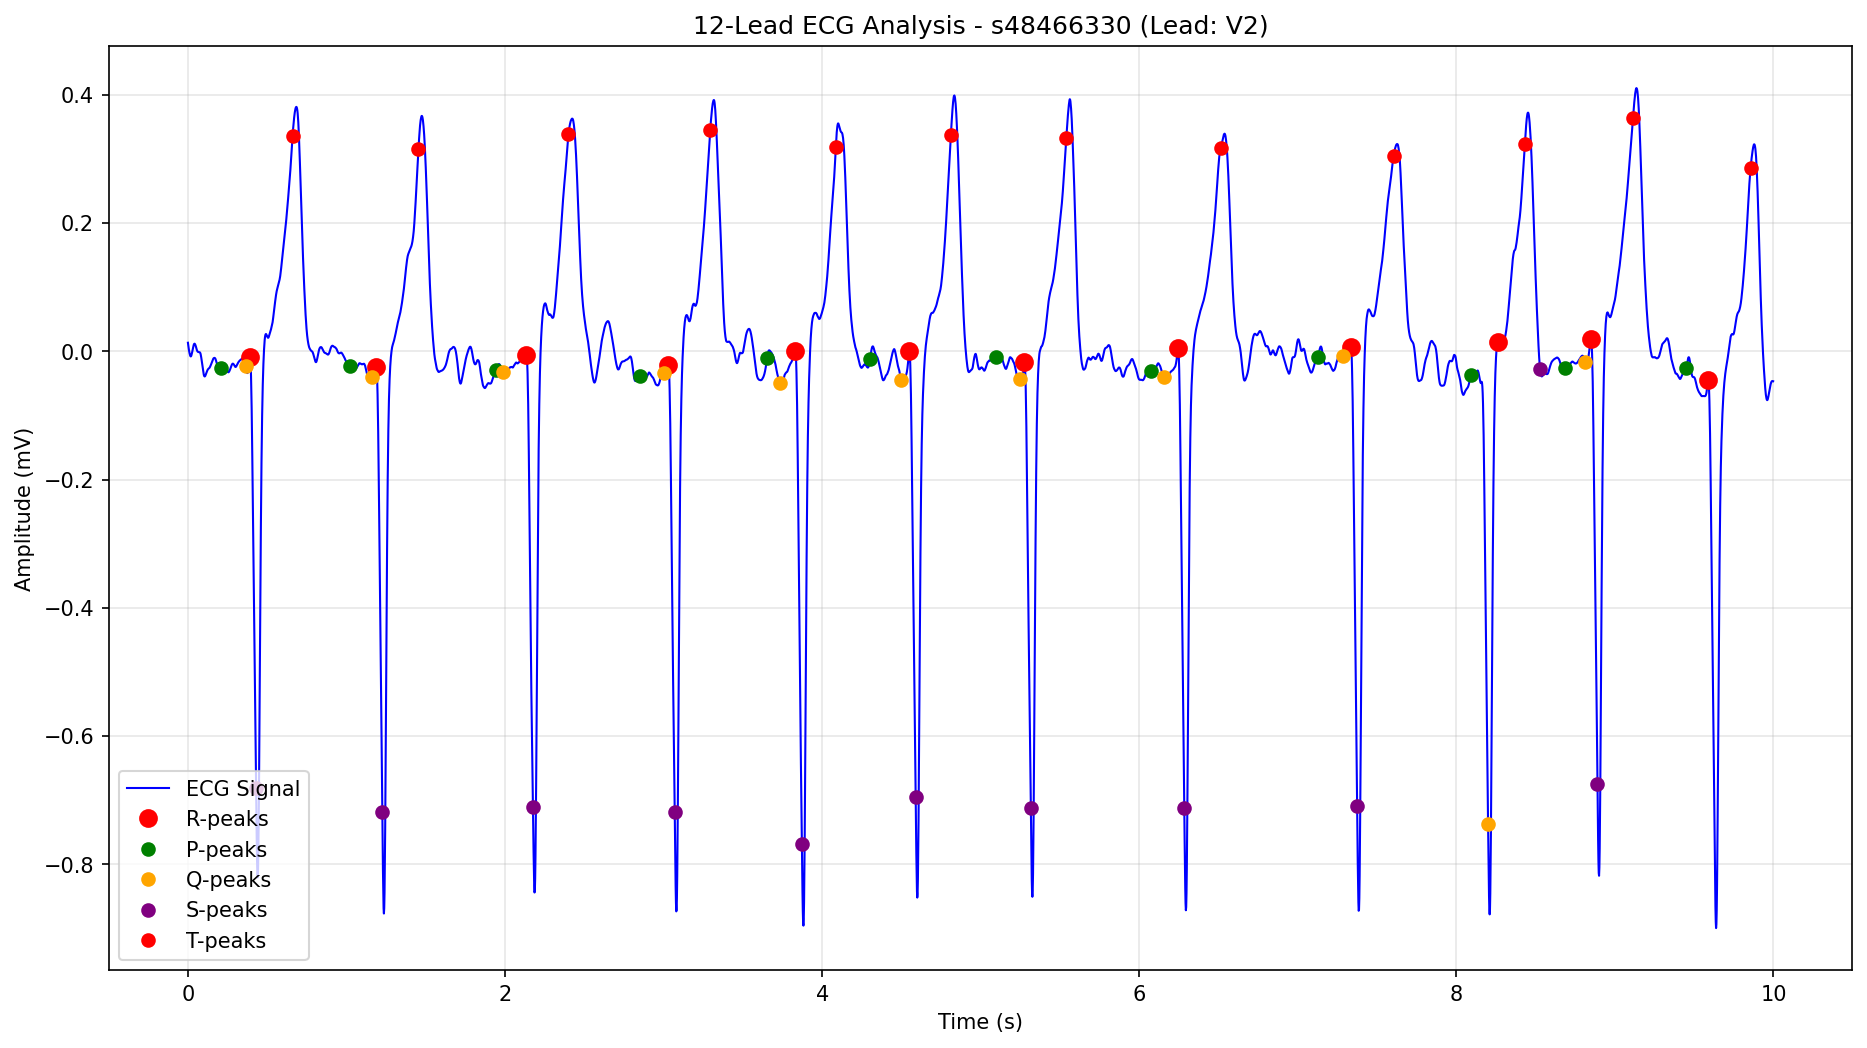 12-Lead ECG Analysis - s48466330 (Lead: V2)
0.4
0.2
0.0
−0.2
−0.4
−0.6
−0.8
Amplitude (mV)
ECG Signal
R-peaks
P-peaks
Q-peaks
S-peaks
T-peaks
0 2 4 6 8 10
Time (s)